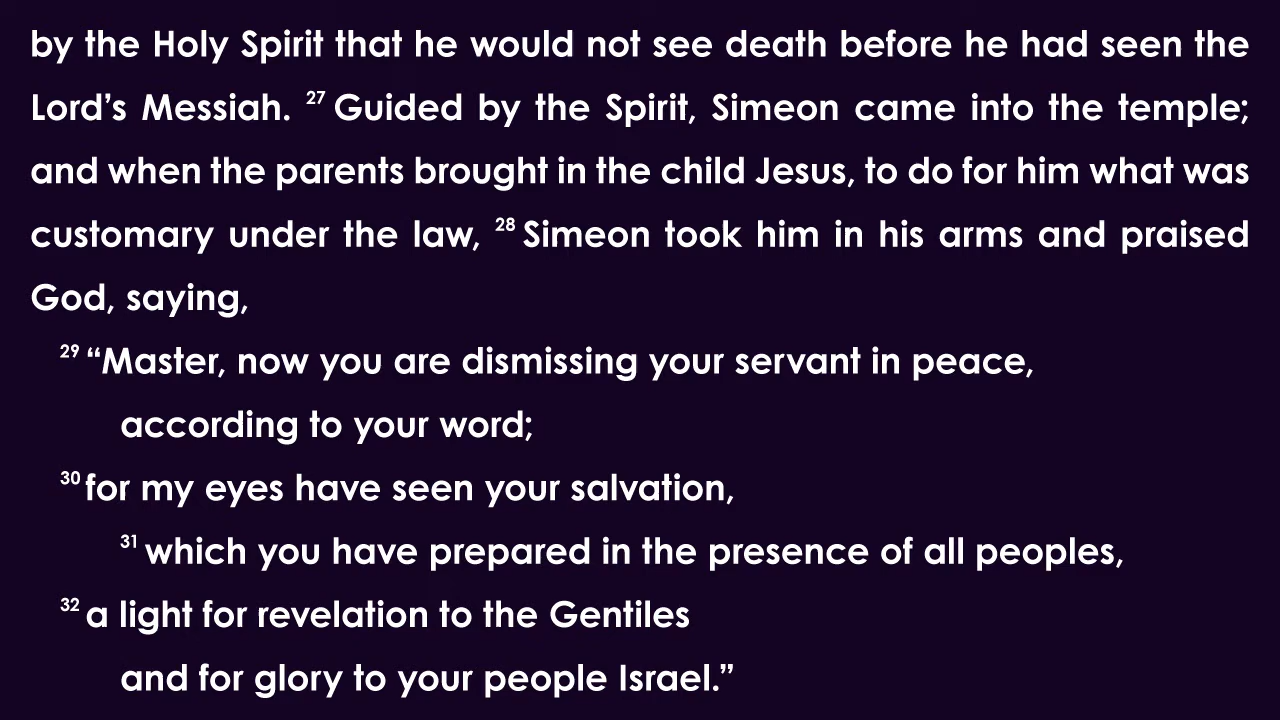 by the Holy Spirit that he would not see death before he had seen the
Lord’s Messiah. 27 Guided by the Spirit, Simeon came into the temple;
and when the parents brought in the child Jesus, to do for him what was
customary under the law, 28 Simeon took him in his arms and praised
God, saying,
29 “Master, now you are dismissing your servant in peace,
according to your word;
30 for my eyes have seen your salvation,
31 which you have prepared in the presence of all peoples,
32 a light for revelation to the Gentiles
and for glory to your people Israel.”